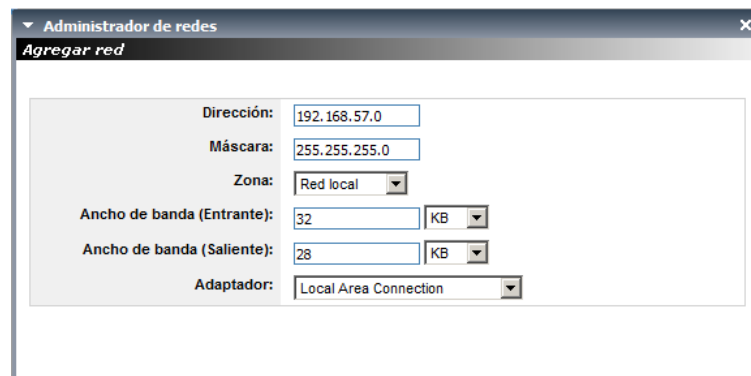 Administrador de redes
Agregar red
Dirección: 192.168.57.0
Máscara: 255.255.255.0
Zona: Red local
Ancho de banda (Entrante): 32 KB
Ancho de banda (Saliente): 28 KB
Adaptador: Local Area Connection